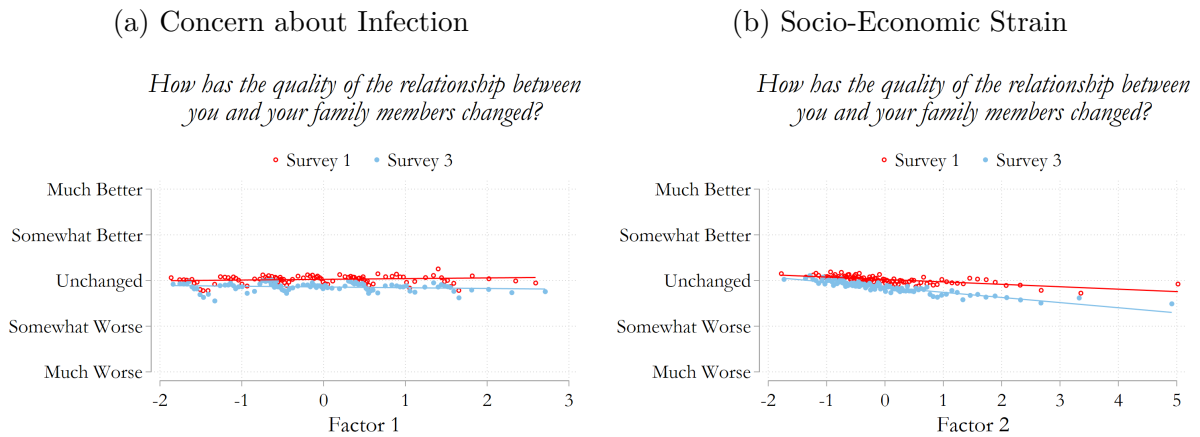 (a) Concern about Infection
How has the quality of the relationship between
you and your family members changed?
Survey 1 Survey 3
Much Better
Somewhat Better
Unchanged
Somewhat Worse
Much Worse
-2 -1 0 1 2 3
Factor 1
(b) Socio-Economic Strain
How has the quality of the relationship between
you and your family members changed?
Survey 1 Survey 3
Much Better
Somewhat Better
Unchanged
Somewhat Worse
Much Worse
-2 -1 0 1 2 3 4 5
Factor 2